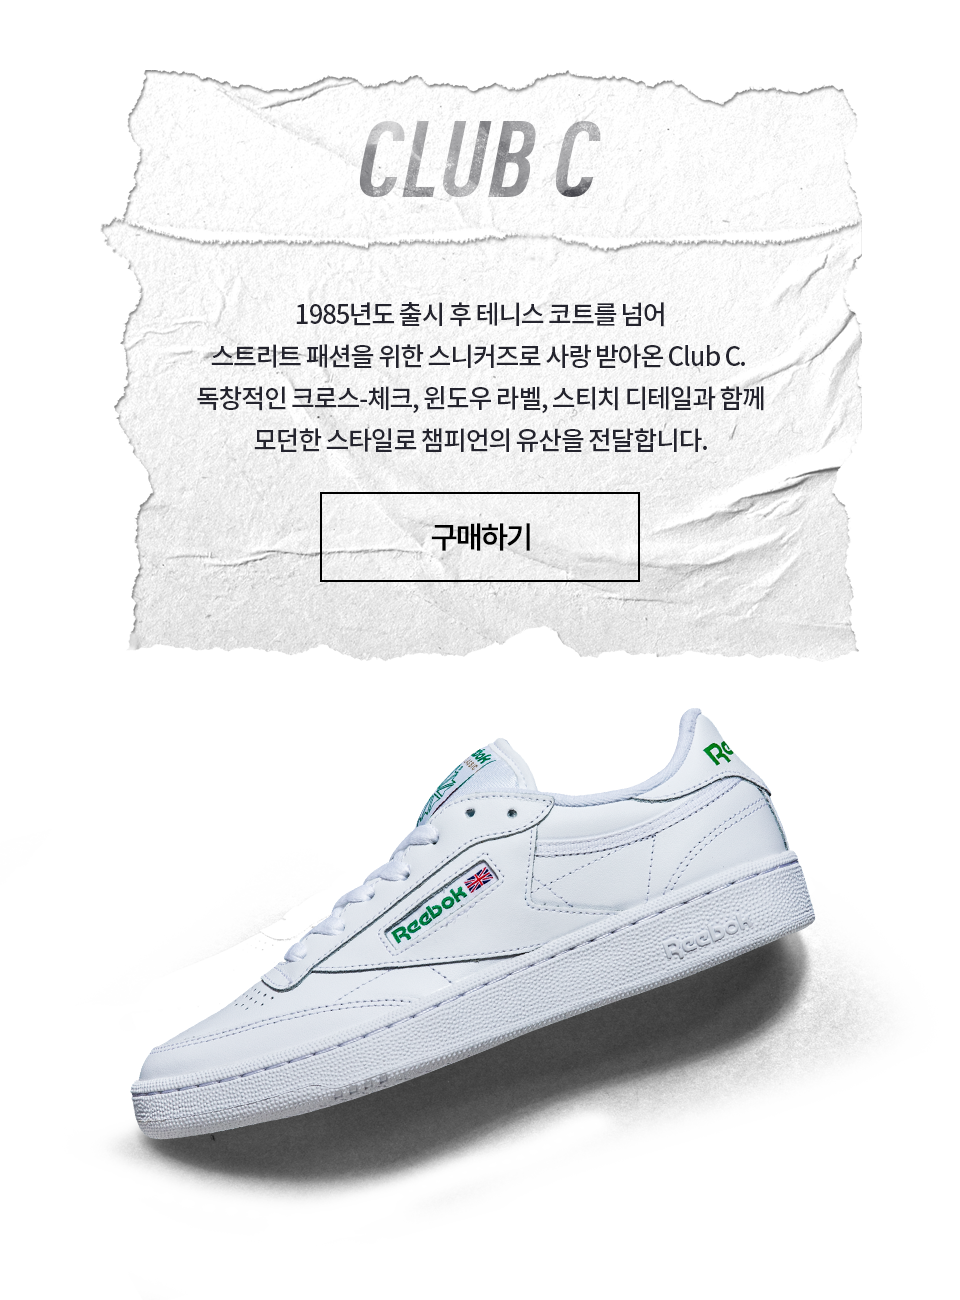 CLUB C
1985년도 출시 후 테니스 코트를 넘어
스트리트 패션을 위한 스니커즈로 사랑 받아온 Club C.
독창적인 크로스-체크, 윈도우 라벨, 스티치 디테일과 함께
모던한 스타일로 챔피언의 유산을 전달합니다.
구매하기
Reebok
Reebok